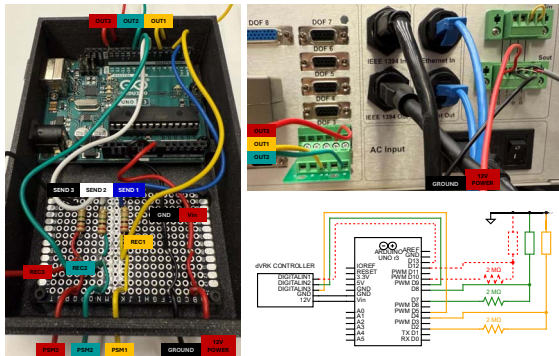 OUT3
OUT2
OUT1
UNO R3
SEND 3
SEND 2
SEND 1
GND
Vin
REC1
REC3
REC2
PSM3
PSM2
PSM1
GROUND
12V
POWER
DOF 8
DOF 7
DOF 6
DOF 5
DOF 4
IEEE 1394 In
Ethernet In
IEEE 1394 Out
Out
AC Input
Sout
OUT3
OUT1
OUT2
GROUND
12V
POWER
dVRK CONTROLLER
DIGITALIN1
DIGITALIN2
DIGITALIN3
GND
12V
ARDUINO
UNO r3
IOREF
RESET
3.3V
5V
GND
GND
Vin
A0
A1
A2
A3
A4
A5
AREF
GND
D13
D12
PWM D11
PWM D10
PWM D9
D8
D7
PWM D6
PWM D5
D4
PWM D3
D2
TX D1
RX D0
2 MΩ
2 MΩ
2 MΩ